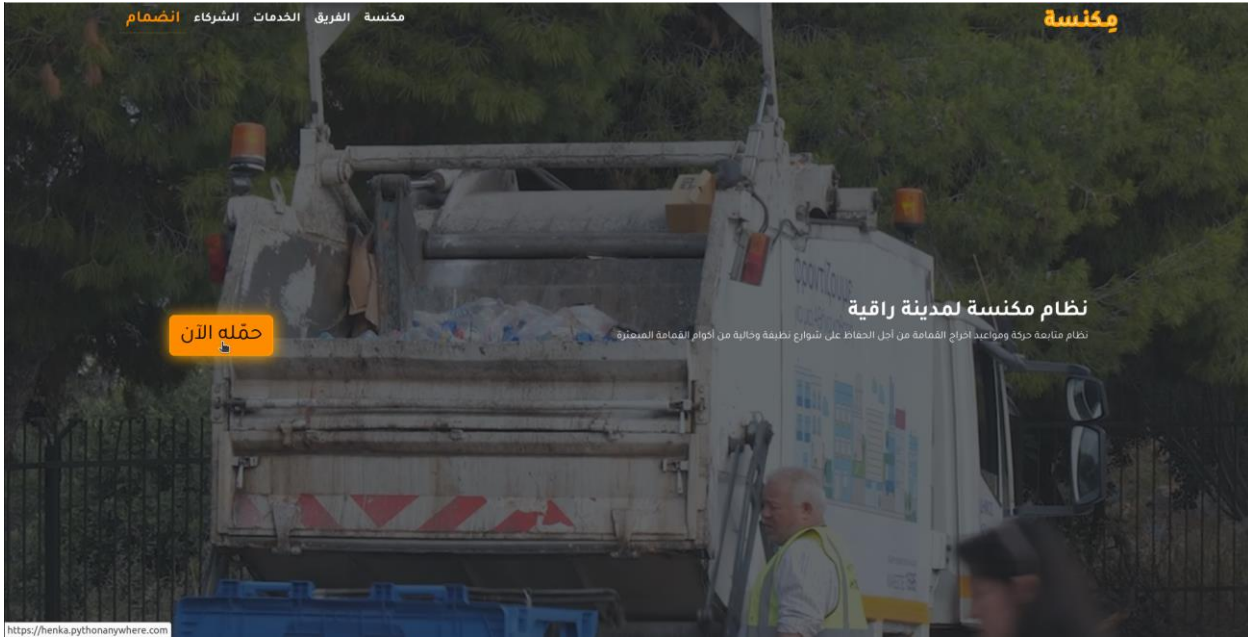 مِكنسة
مكنسة الفريق الخدمات الشركاء انضمام
نظام مكنسة لمدينة راقية
نظام متابعة حركة ومواعيد اخراج القمامة من أجل الحفاظ على شوارع نظيفة وخالية من أكوام القمامة المبعثرة
حمّله الآن
https://henka.pythonanywhere.com